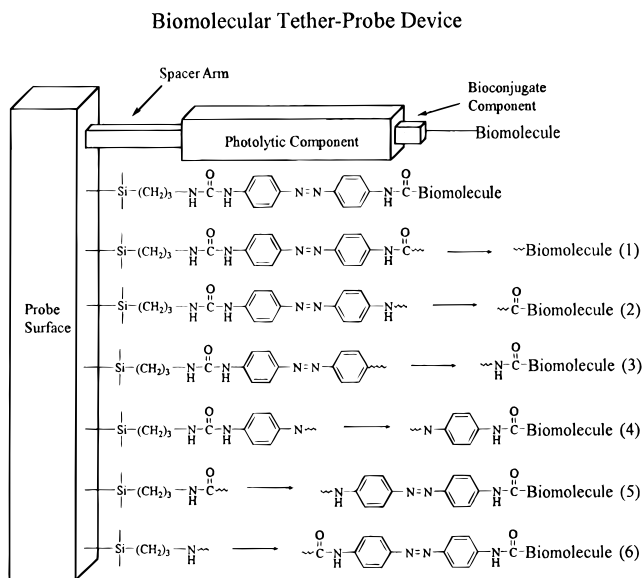 Biomolecular Tether-Probe Device
Spacer Arm
Bioconjugate
Component
Photolytic Component
Biomolecule
Probe
Surface
Si (CH2)3 N H C O N H N=N N H C O Biomolecule
Si (CH2)3 N H C O N H N=N N H C O Biomolecule (1)
Si (CH2)3 N H C O N H N=N N H C O Biomolecule (2)
Si (CH2)3 N H C O N H N=N N H C O Biomolecule (3)
Si (CH2)3 N H C O N H N N N H C O Biomolecule (4)
Si (CH2)3 N H C O N H N=N N H C O Biomolecule (5)
Si (CH2)3 N H C O N H N=N N H C O Biomolecule (6)